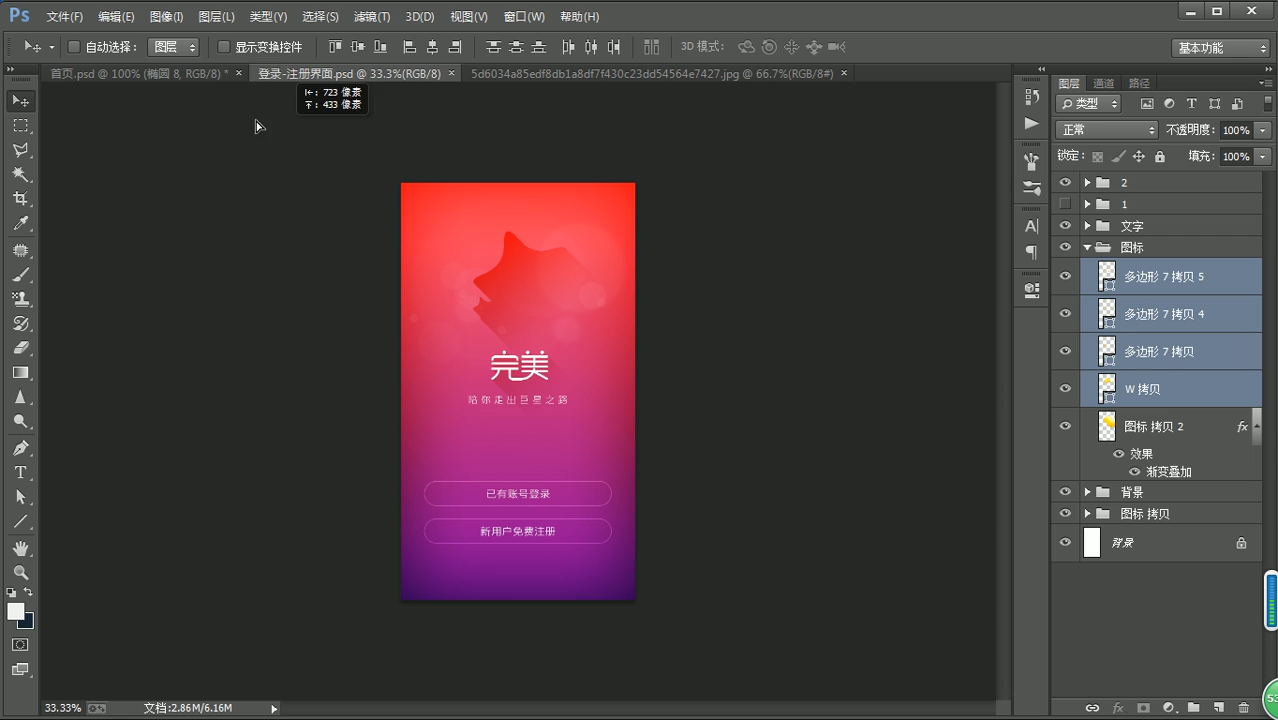 Ps 文件(F) 编辑(E) 图像(I) 图层(L) 类型(Y) 选择(S) 滤镜(T) 3D(D) 视图(V) 窗口(W) 帮助(H)
自动选择: 图层 显示变换控件 3D 模式: 基本功能
首页.psd @ 100% (椭圆 8, RGB/8) * × 登录-注册界面.psd @ 33.3%(RGB/8) × 5d6034a85edf8db1a8df7f430c23dd54564e7427.jpg @ 66.7%(RGB/8#) ×
图层 通道 路径
: 723 像素
: 433 像素
类型
正常 不透明度: 100%
锁定: 填充: 100%
2
1
文字
图标
多边形 7 拷贝 5
多边形 7 拷贝 4
多边形 7 拷贝
W 拷贝
图标 拷贝 2 fx
效果
渐变叠加
背景
图标 拷贝
背景
完美
陪你走出巨星之路
已有账号登录
新用户免费注册
33.33% 文档:2.86M/6.16M
53